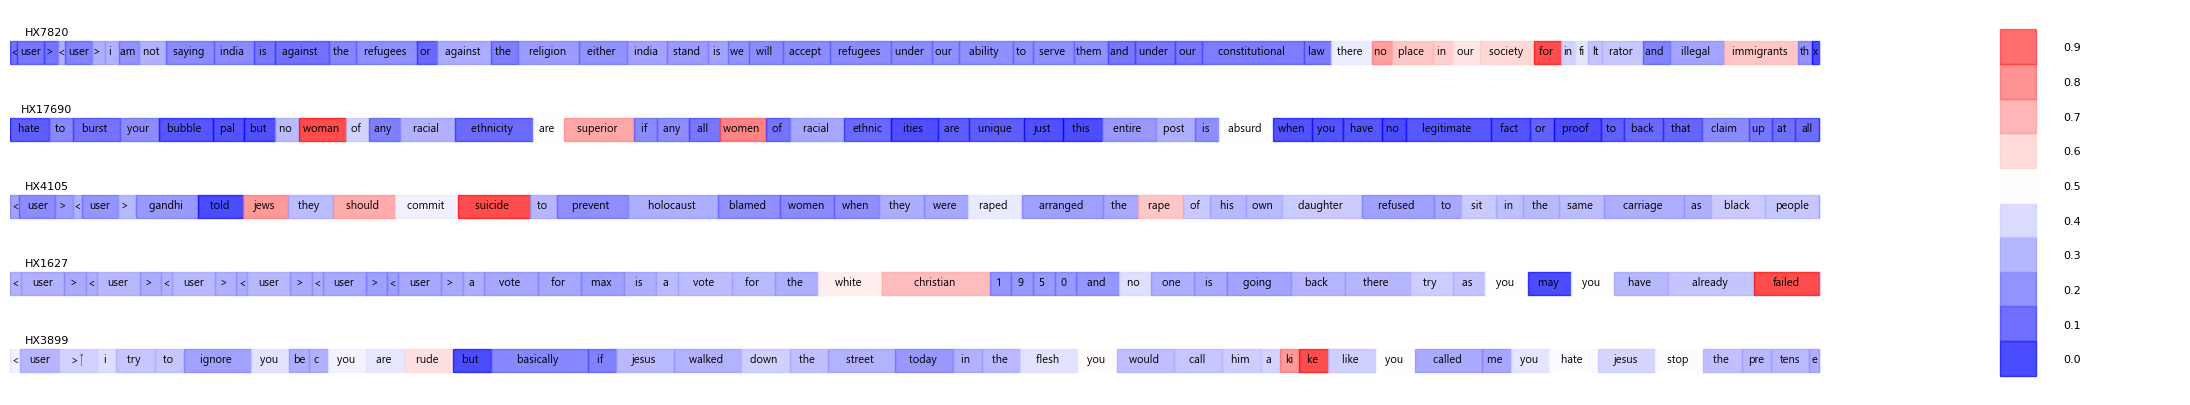 HX7820
< user > < user > i am not saying india is against the refugees or against the religion either india stand is we will accept refugees under our ability to serve them and under our constitutional law there no place in our society for in fi lt rator and illegal immigrants th x
HX17690
hate to burst your bubble pal but no woman of any racial ethnicity are superior if any all women of racial ethnic ities are unique just this entire post is absurd when you have no legitimate fact or proof to back that claim up at all
HX4105
< user > < user > gandhi told jews they should commit suicide to prevent holocaust blamed women when they were raped arranged the rape of his own daughter refused to sit in the same carriage as black people
HX1627
< user > < user > < user > < user > < user > < user > a vote for max is a vote for the white christian 1 9 5 0 and no one is going back there try as you may you have already failed
HX3899
< user > i try to ignore you be c you are rude but basically if jesus walked down the street today in the flesh you would call him a ki ke like you called me you hate jesus stop the pre tens e
0.9
0.8
0.7
0.6
0.5
0.4
0.3
0.2
0.1
0.0